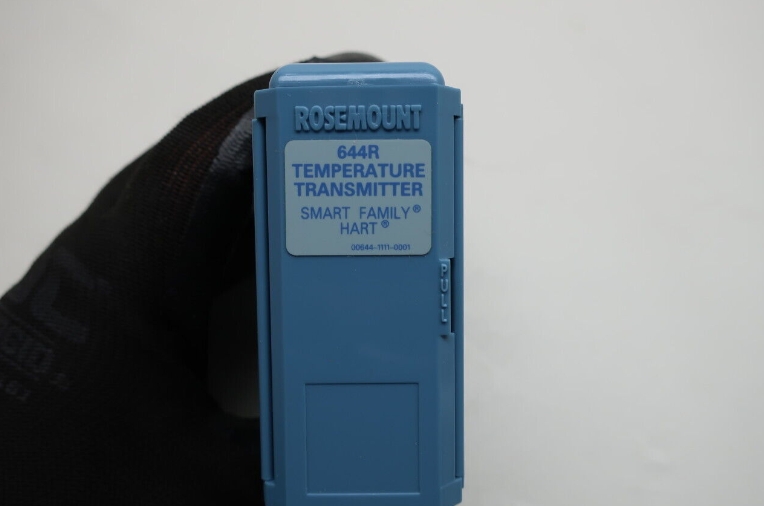 ROSEMOUNT
644R
TEMPERATURE
TRANSMITTER
SMART FAMILY®
HART®
00644-1111-0001
PULL